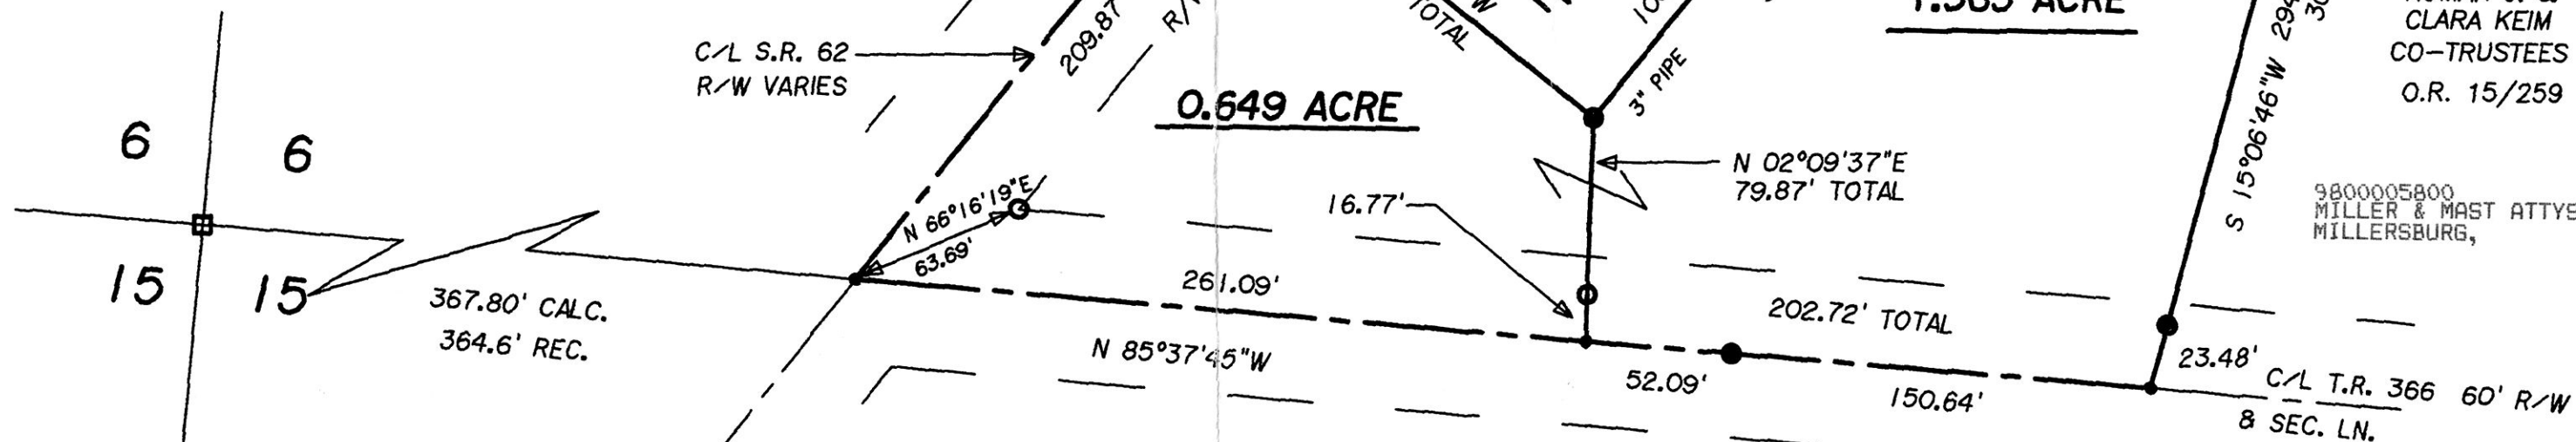 209.87'
R/W
TOTAL
W
3" PIPE
ACRE
S 15°06'46"W 294
CLARA KEIM
CO-TRUSTEES
O.R. 15/259
C/L S.R. 62
R/W VARIES
0.649 ACRE
6
6
15
15
N 02°09'37"E
79.87' TOTAL
16.77'
N 66°16'19"E
63.69'
9800005800
MILLER & MAST ATTYS
MILLERSBURG,
367.80' CALC.
364.6' REC.
261.09'
202.72' TOTAL
N 85°37'45"W
52.09'
150.64'
23.48'
C/L T.R. 366 60' R/W
& SEC. LN.